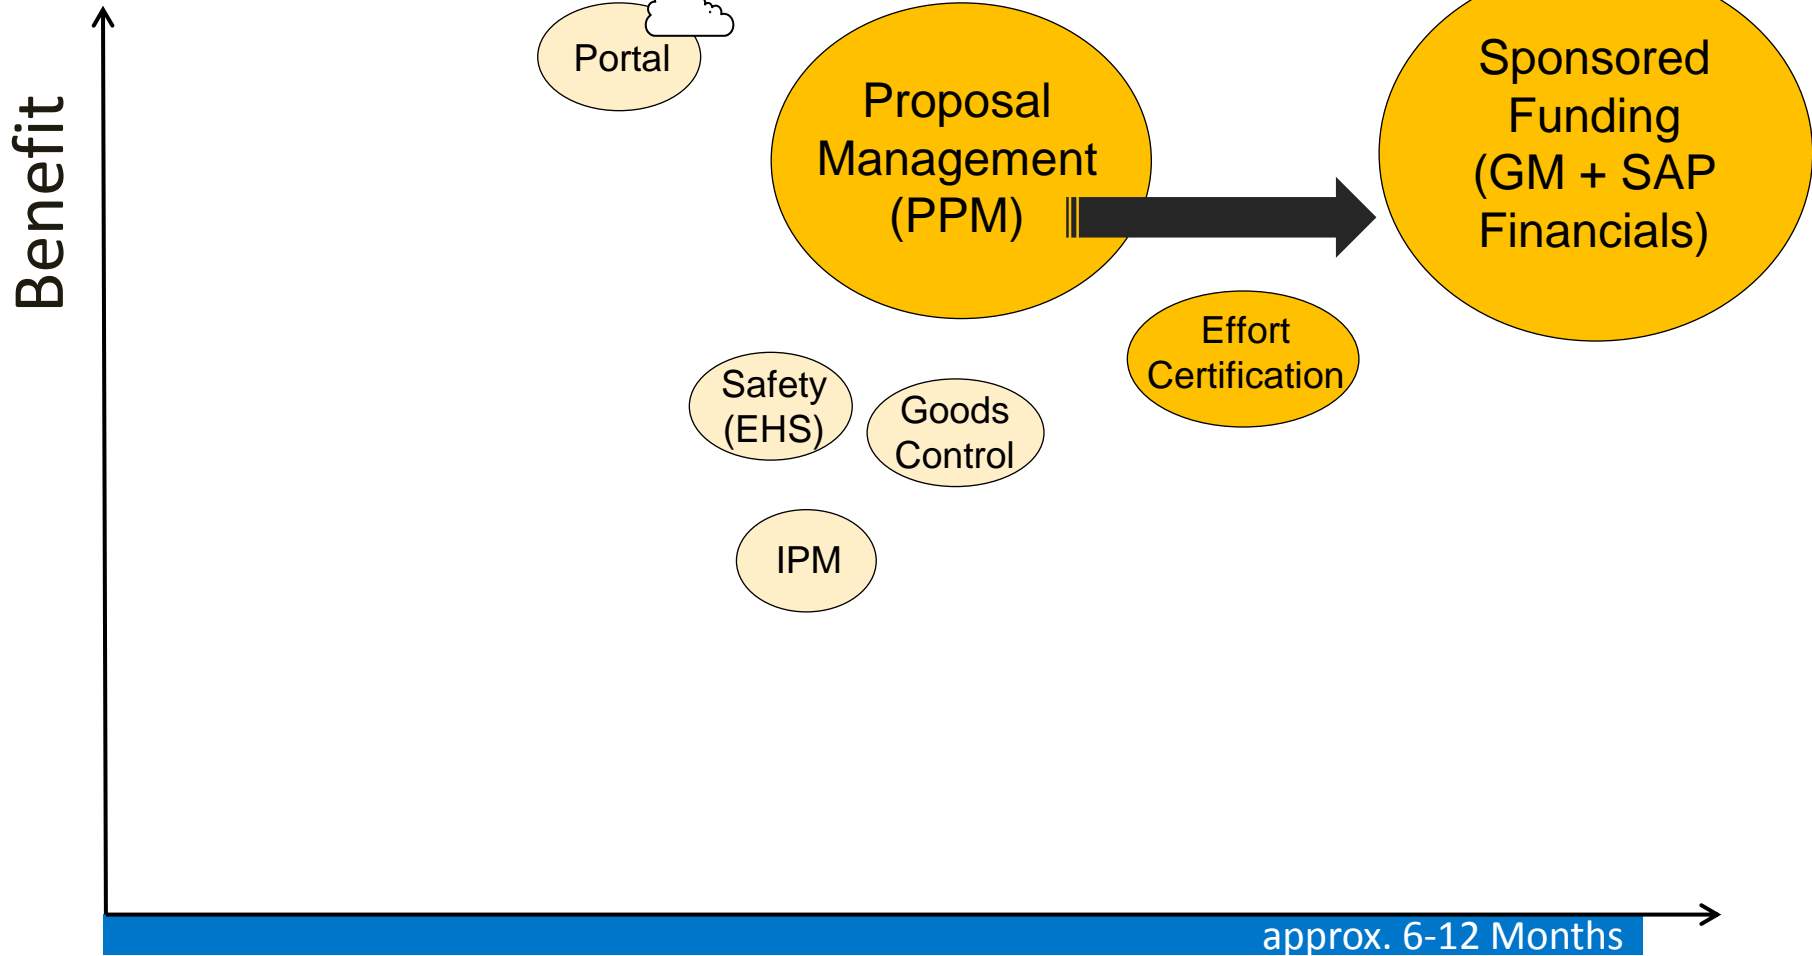 Benefit
Portal
Proposal
Management
(PPM)
Sponsored
Funding
(GM + SAP
Financials)
Effort
Certification
Safety
(EHS)
Goods
Control
IPM
approx. 6-12 Months